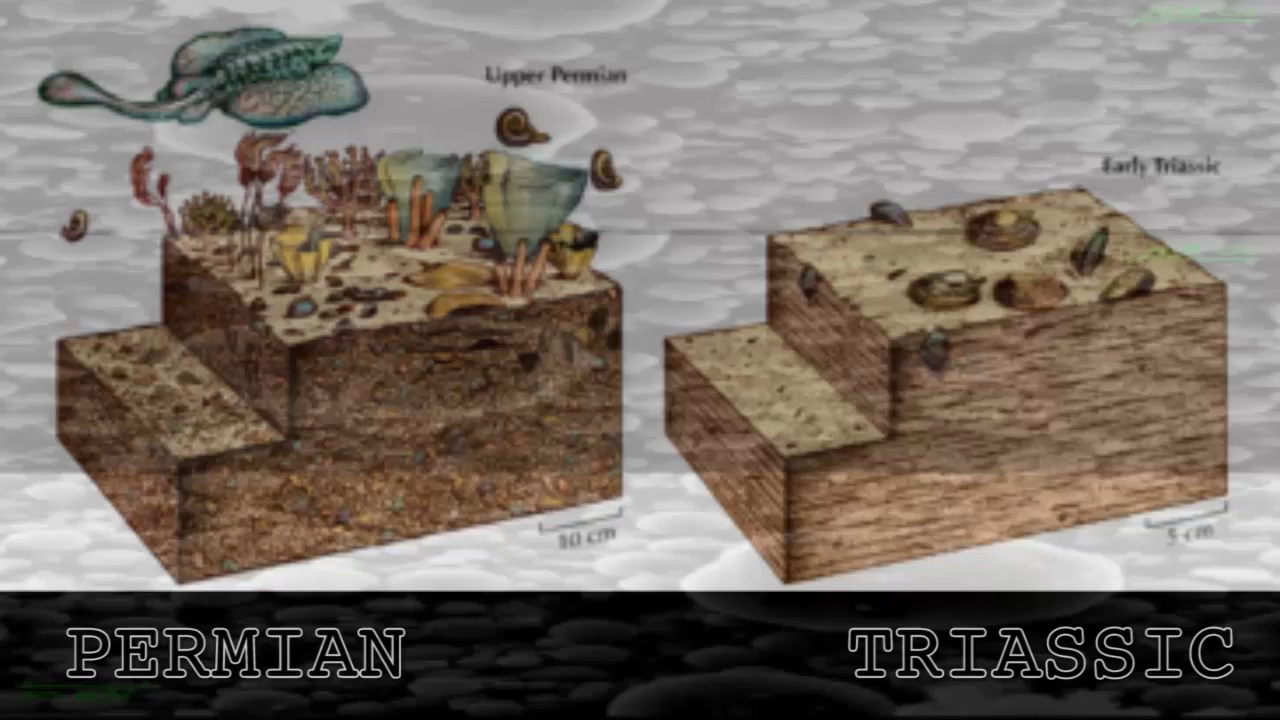 Upper Permian
Early Triassic
10 cm
5 cm
PERMIAN
TRIASSIC